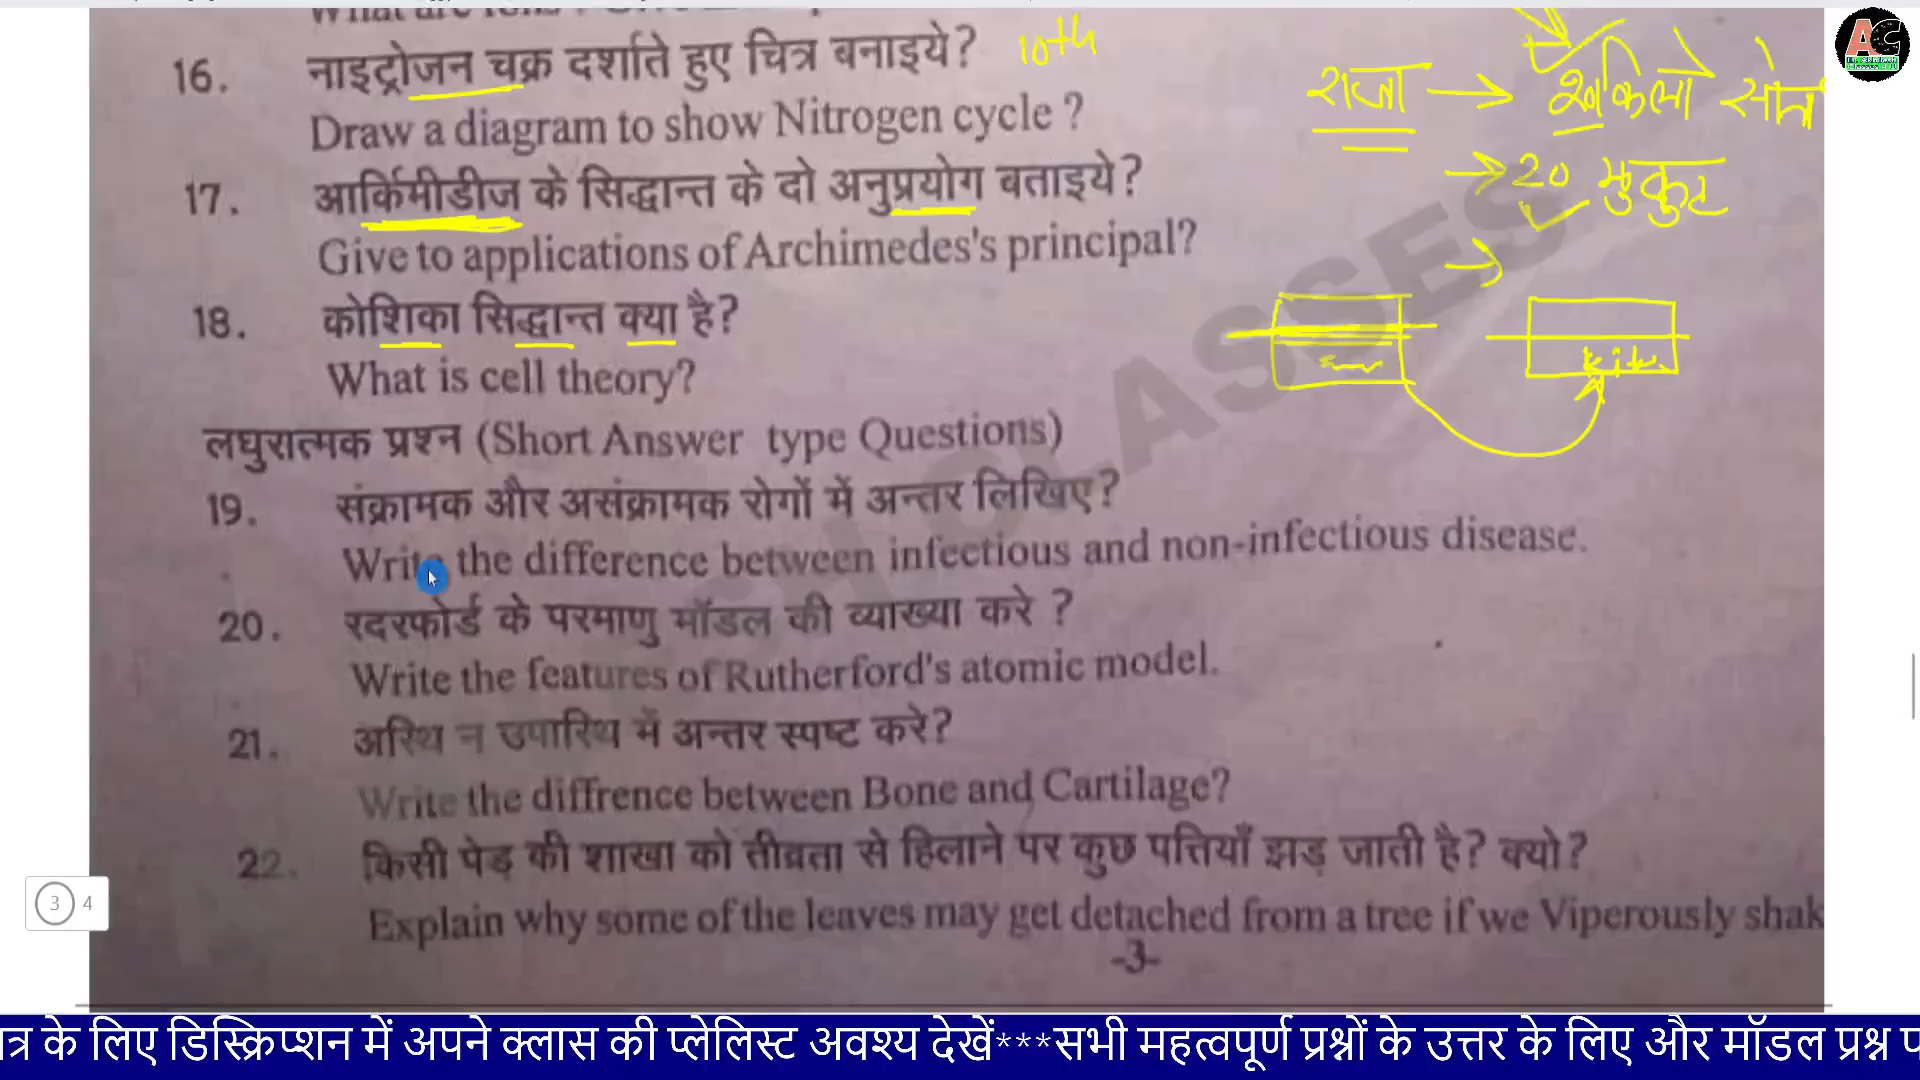 16. नाइट्रोजन चक्र दर्शाते हुए चित्र बनाइये? 10th
Draw a diagram to show Nitrogen cycle ?
17. आर्किमीडीज के सिद्धान्त के दो अनुप्रयोग बताइये?
Give to applications of Archimedes's principal?
18. कोशिका सिद्धान्त क्या है?
What is cell theory?
लघुरात्मक प्रश्न (Short Answer type Questions)
19. संक्रामक और असंक्रामक रोगों में अन्तर लिखिए?
Write the difference between infectious and non-infectious disease.
20. रदरफोर्ड के परमाणु मॉडल की व्याख्या करे ?
Write the features of Rutherford's atomic model.
21. अस्थि न उपास्थि में अन्तर स्पष्ट करे?
Write the diffrence between Bone and Cartilage?
22. किसी पेड़ की शाखा को तीव्रता से हिलाने पर कुछ पत्तियाँ झड़ जाती है? क्यो?
Explain why some of the leaves may get detached from a tree if we Viperously shak
-3-
राजा → किलो
→ 20 मुकुट
→
CLASSES
AC
3 4
त्र के लिए डिस्क्रिप्शन में अपने क्लास की प्लेलिस्ट अवश्य देखें***सभी महत्वपूर्ण प्रश्नों के उत्तर के लिए और मॉडल प्रश्न प